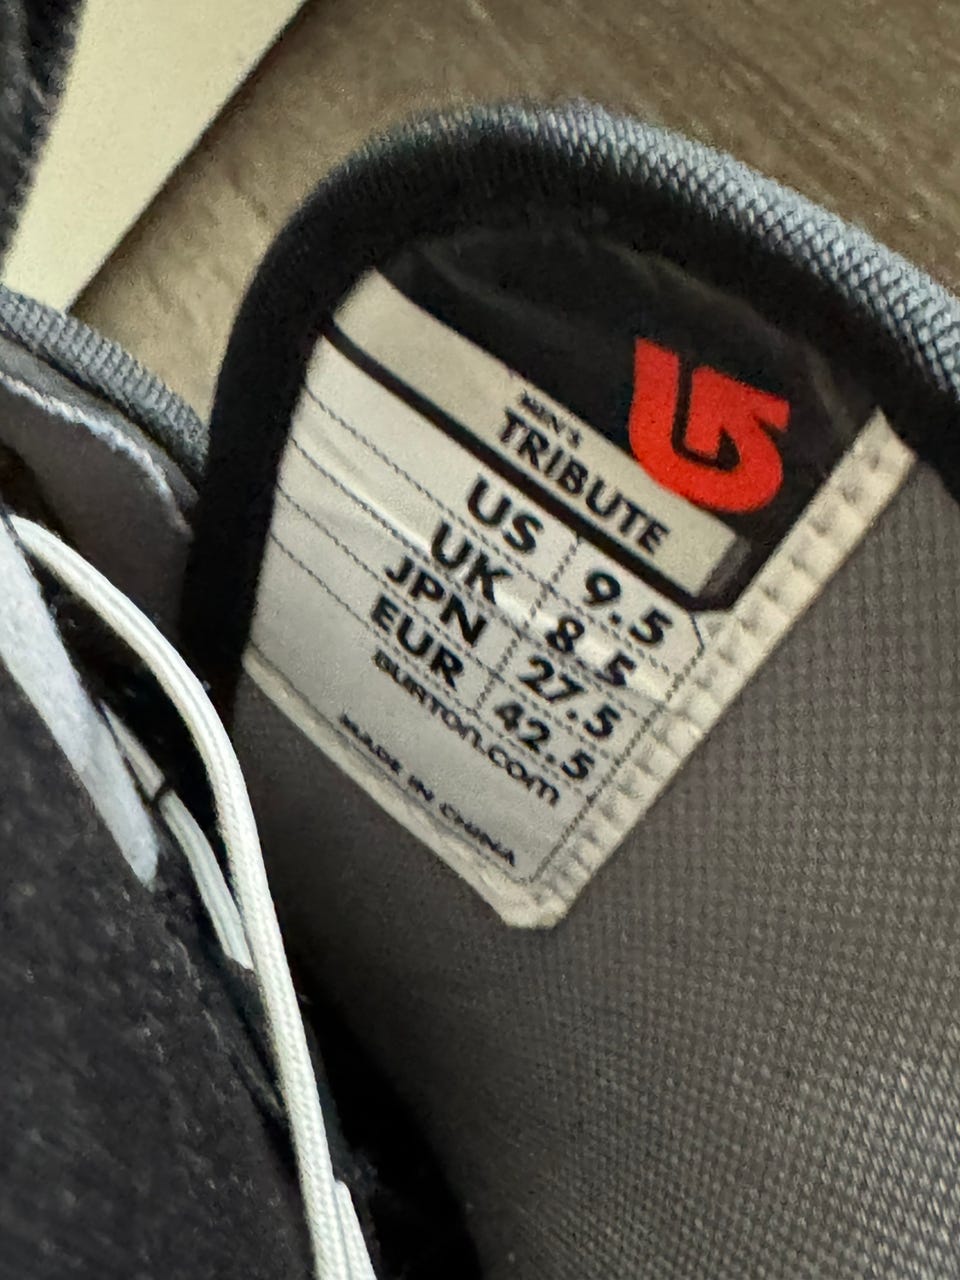 MEN'S
TRIBUTE
US 9.5
UK 8.5
JPN 27.5
EUR 42.5
BURTON.COM
MADE IN CHINA